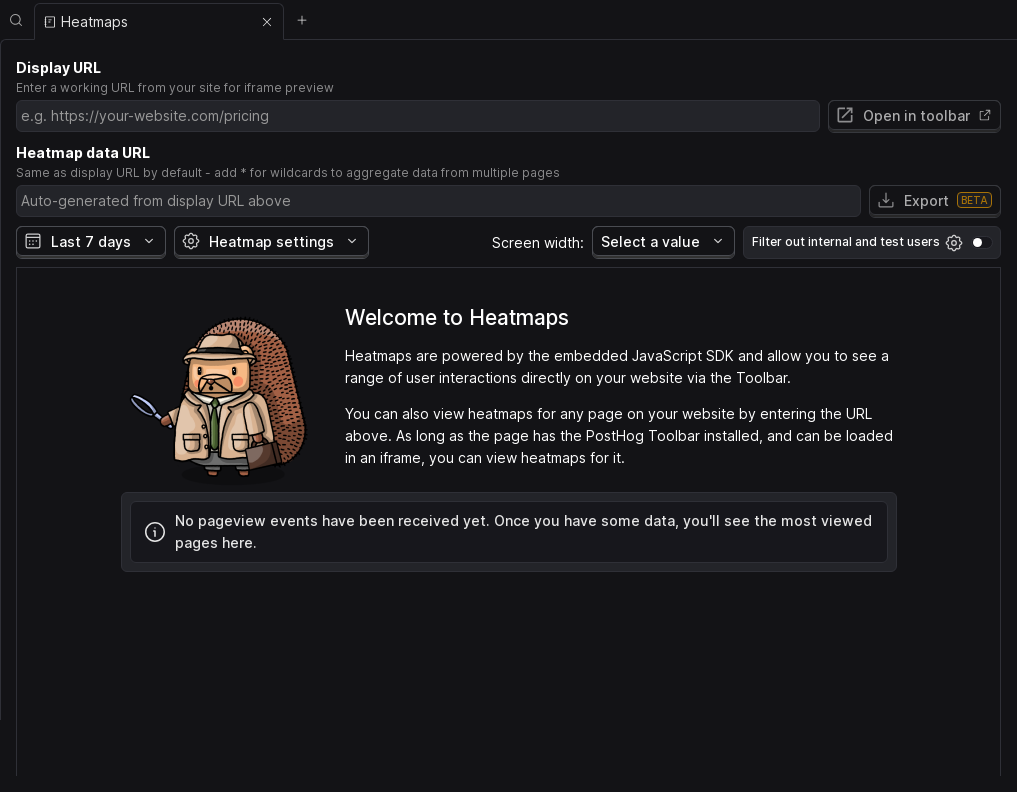 Heatmaps
Display URL
Enter a working URL from your site for iframe preview
e.g. https://your-website.com/pricing
Open in toolbar
Heatmap data URL
Same as display URL by default - add * for wildcards to aggregate data from multiple pages
Auto-generated from display URL above
Export BETA
Last 7 days
Heatmap settings
Screen width:
Select a value
Filter out internal and test users
Welcome to Heatmaps
Heatmaps are powered by the embedded JavaScript SDK and allow you to see a
range of user interactions directly on your website via the Toolbar.
You can also view heatmaps for any page on your website by entering the URL
above. As long as the page has the PostHog Toolbar installed, and can be loaded
in an iframe, you can view heatmaps for it.
No pageview events have been received yet. Once you have some data, you'll see the most viewed
pages here.